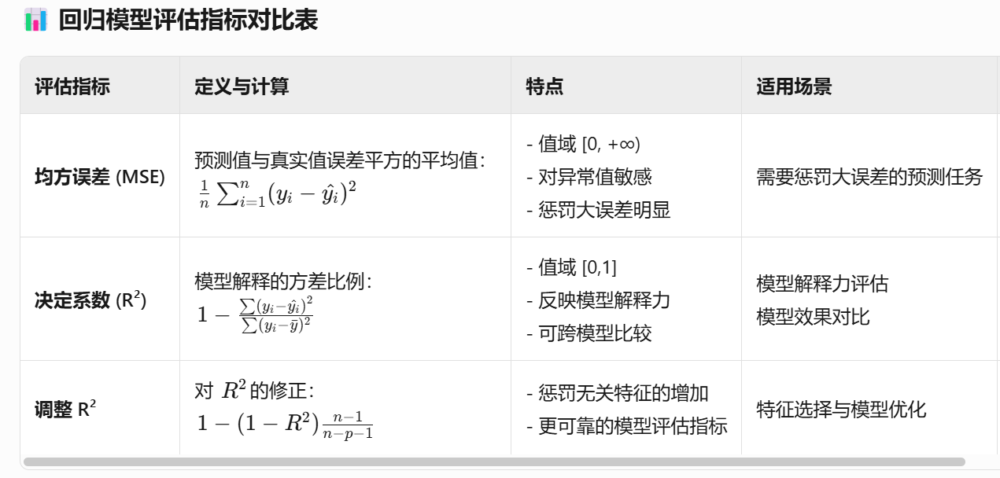 📊 回归模型评估指标对比表
评估指标 定义与计算 特点 适用场景
均方误差 (MSE)
预测值与真实值误差平方的平均值：
$\frac{1}{n}\sum_{i=1}^{n}(y_i-\hat{y_i})^2$
- 值域 [0, +∞)
- 对异常值敏感
- 惩罚大误差明显
需要惩罚大误差的预测任务
决定系数 (R²)
模型解释的方差比例：
$1-\frac{\sum(y_i-\hat{y_i})^2}{\sum(y_i-\bar{y})^2}$
- 值域 [0,1]
- 反映模型解释力
- 可跨模型比较
模型解释力评估
模型效果对比
调整 R²
对 $R^2$ 的修正：
$1-(1-R^2)\frac{n-1}{n-p-1}$
- 惩罚无关特征的增加
- 更可靠的模型评估指标
特征选择与模型优化